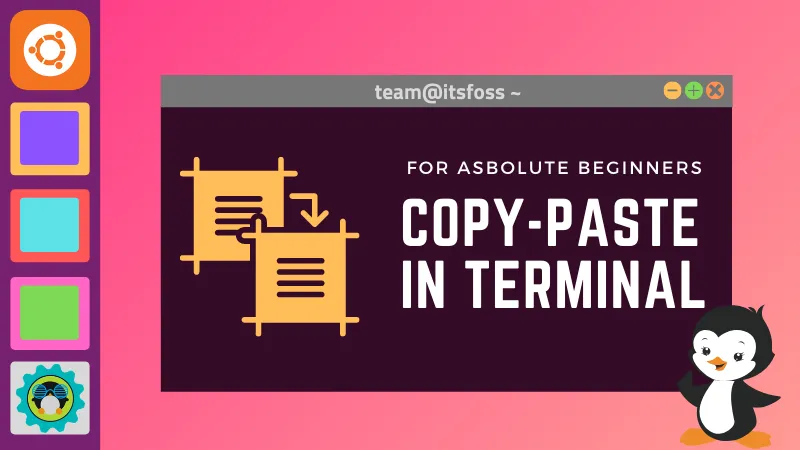 team@itsfoss ~
FOR ASBOLUTE BEGINNERS
COPY-PASTE
IN TERMINAL